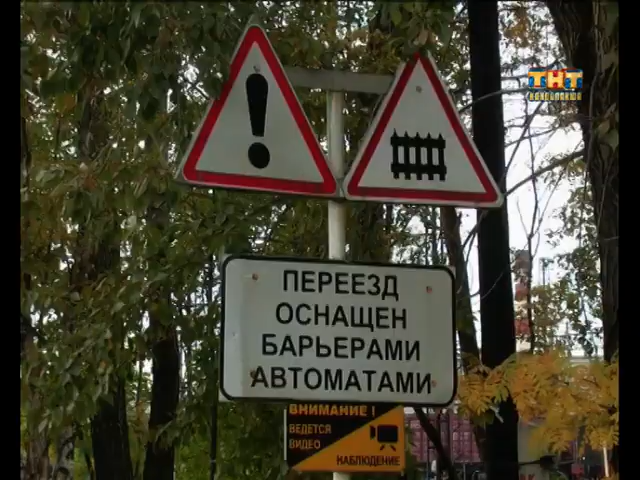 ТНТ
ПЕРЕЕЗД
ОСНАЩЕН
БАРЬЕРАМИ
АВТОМАТАМИ
ВНИМАНИЕ !
ВЕДЕТСЯ
ВИДЕО
НАБЛЮДЕНИЕ